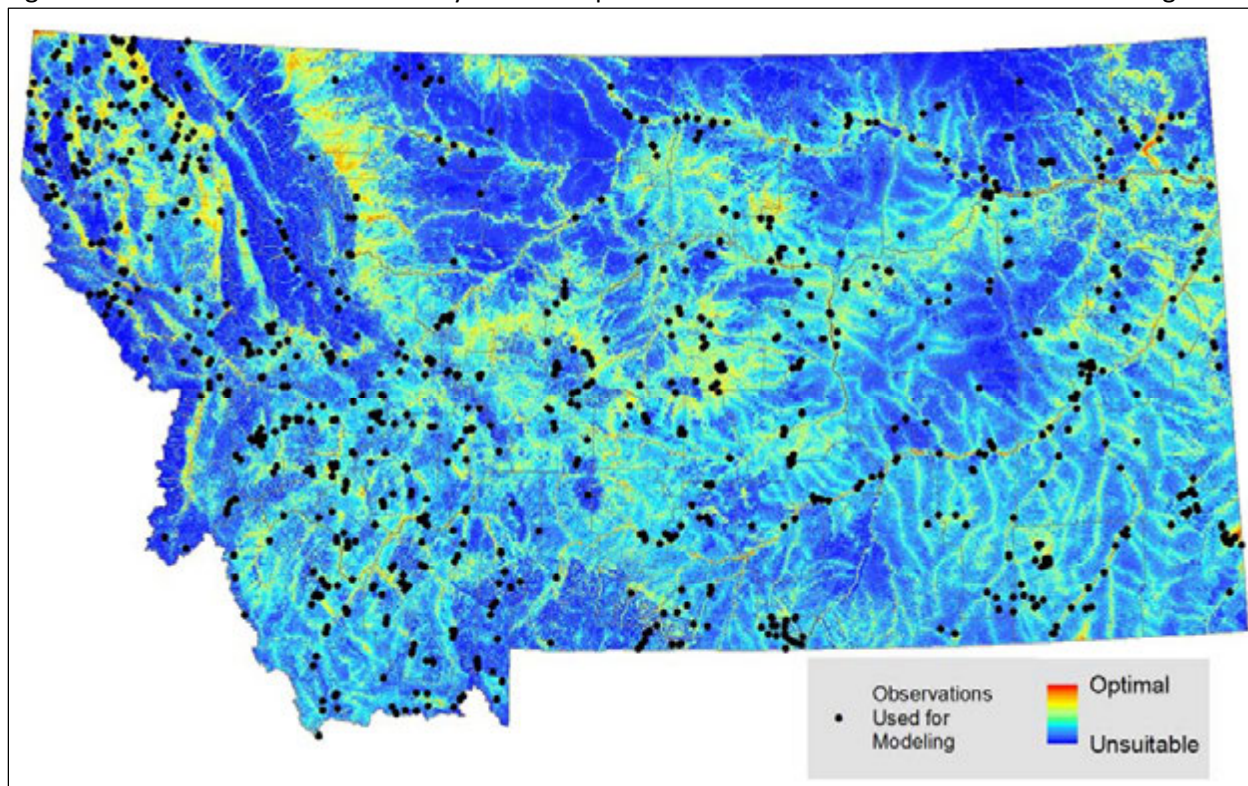 Observations
Used for
Modeling
Optimal
Unsuitable